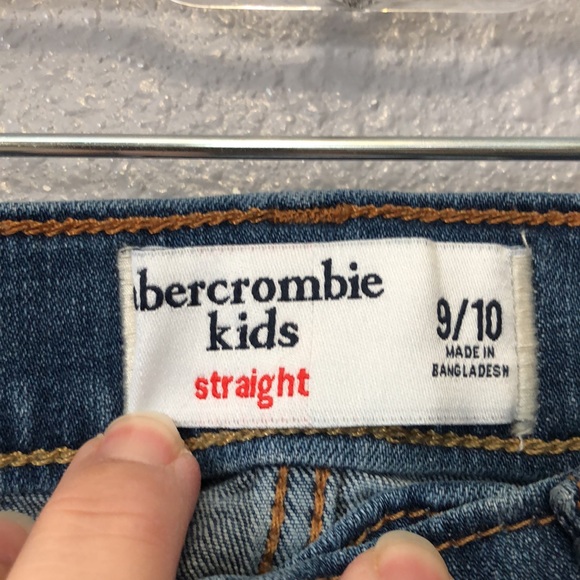 abercrombie
kids
straight
9/10
MADE IN
BANGLADESH